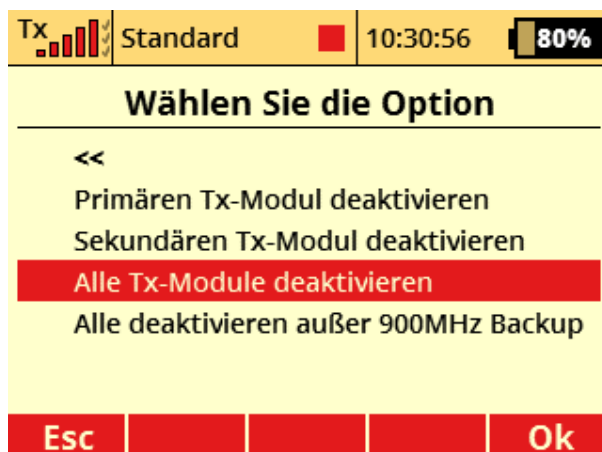 Tx Standard 10:30:56 80%
Wählen Sie die Option
<<
Primären Tx-Modul deaktivieren
Sekundären Tx-Modul deaktivieren
Alle Tx-Module deaktivieren
Alle deaktivieren außer 900MHz Backup
Esc Ok